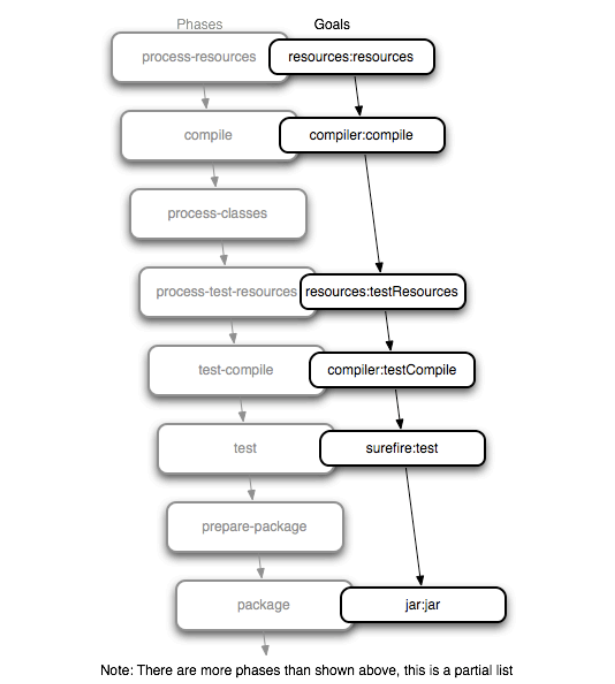 Phases Goals
process-resources resources:resources
compile compiler:compile
process-classes
process-test-resources resources:testResources
test-compile compiler:testCompile
test surefire:test
prepare-package
package jar:jar
Note: There are more phases than shown above, this is a partial list